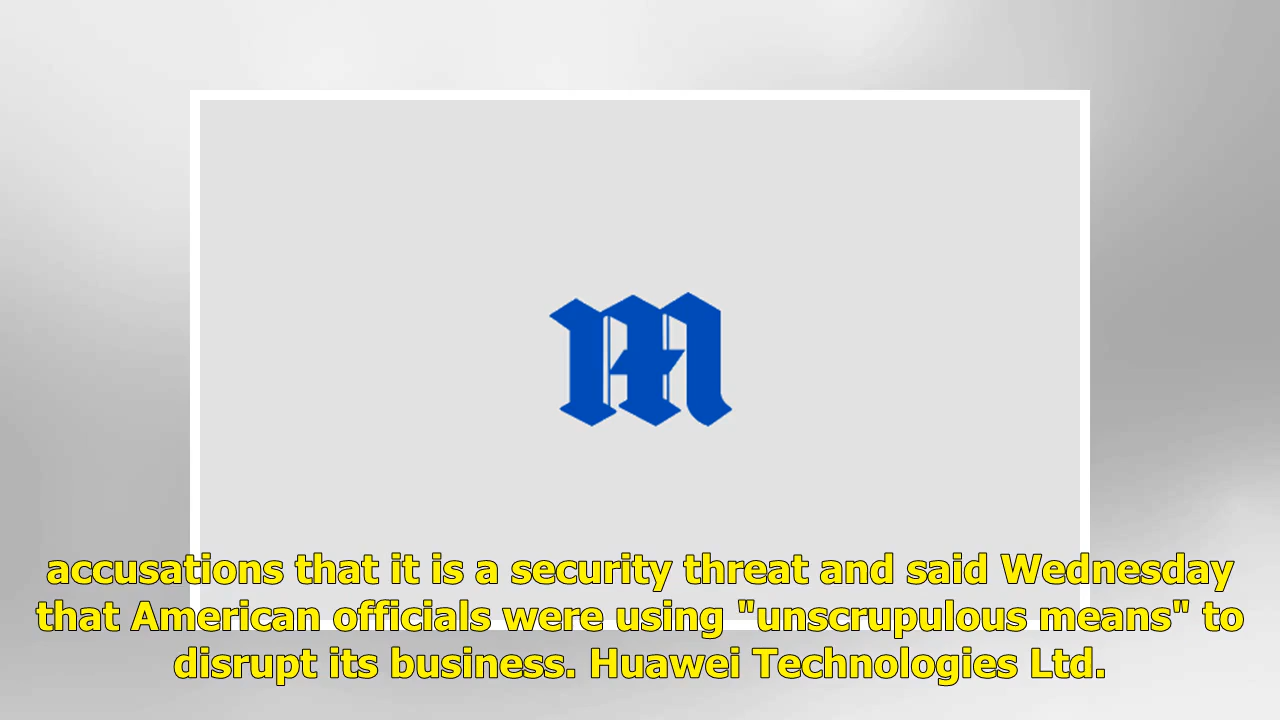 accusations that it is a security threat and said Wednesday
that American officials were using "unscrupulous means" to
disrupt its business. Huawei Technologies Ltd.